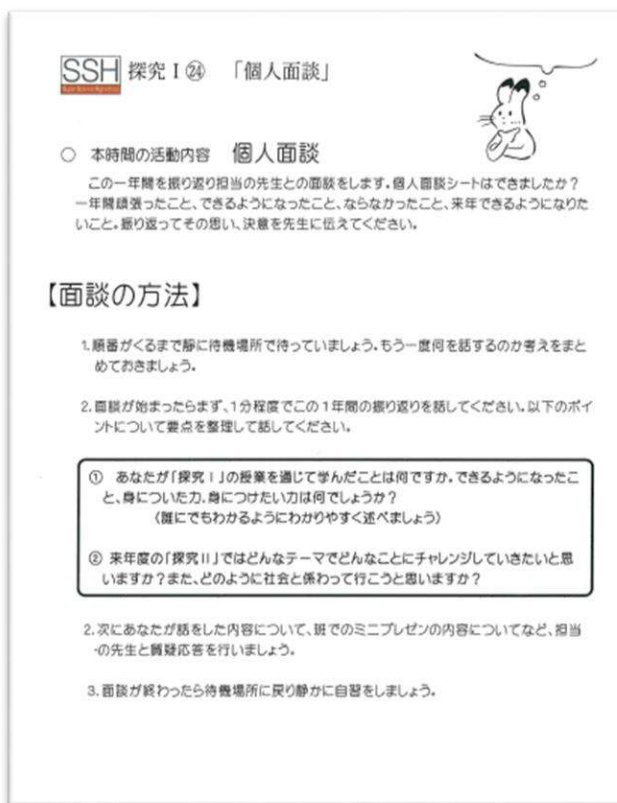 SSH 探究Ⅰ㉔ 「個人面談」
○ 本時間の活動内容 個人面談
この一年間を振り返り担当の先生との面談をします。個人面談シートはできましたか？
一年間頑張ったこと、できるようになったこと、ならなかったこと、来年できるようになりた
いこと。振り返ってその思い、決意を先生に伝えてください。
【面談の方法】
1.順番がくるまで静に待機場所で待っていましょう。もう一度何を話すのか考えをまと
めておきましょう。
2.面談が始まったらまず、1分程度でこの1年間の振り返りを話してください。以下のポイ
ントについて要点を整理して話してください。
① あなたが「探究Ⅰ」の授業を通じて学んだことは何ですか。できるようになったこ
と、身についた力、身につけたい力は何でしょうか？
（誰にでもわかるようにわかりやすく述べましょう）
② 来年度の「探究Ⅱ」ではどんなテーマでどんなことにチャレンジしていきたいと思
いますか？また、どのように社会と係わって行こうと思いますか？
2.次にあなたが話をした内容について、班でのミニプレゼンの内容についてなど、担当
の先生と質疑応答を行いましょう。
3.面談が終わったら待機場所に戻り静かに自習をしましょう。